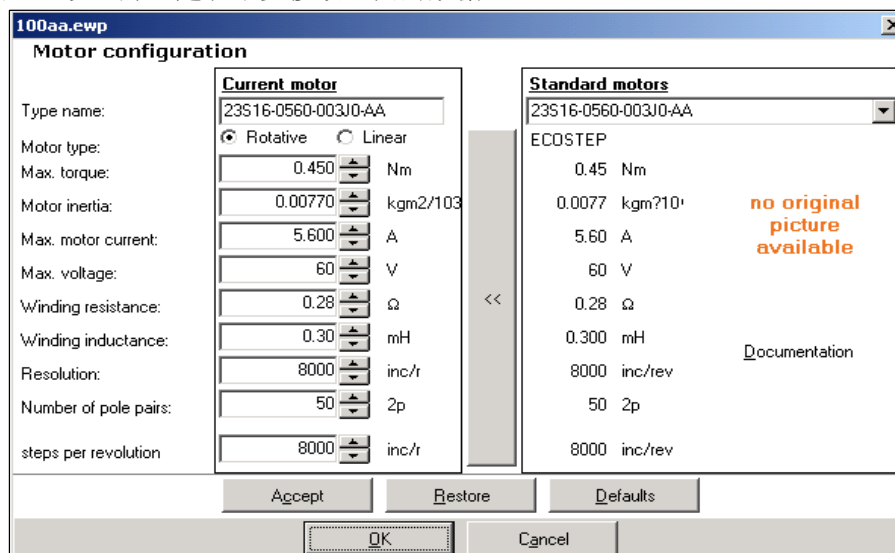 100aa.ewp
Motor configuration
Current motor
Standard motors
Type name: 23S16-0560-003J0-AA 23S16-0560-003J0-AA
Motor type: Rotative Linear ECOSTEP
Max. torque: 0.450 Nm 0.45 Nm
Motor inertia: 0.00770 kgm2/103 0.0077 kgm?10
Max. motor current: 5.600 A 5.60 A
Max. voltage: 60 V 60 V
Winding resistance: 0.28 Ω << 0.28 Ω
Winding inductance: 0.30 mH 0.300 mH
Resolution: 8000 inc/r 8000 inc/rev
Number of pole pairs: 50 2p 50 2p
steps per revolution 8000 inc/r 8000 inc/rev
no original
picture
available
Documentation
Accept Restore Defaults
OK Cancel